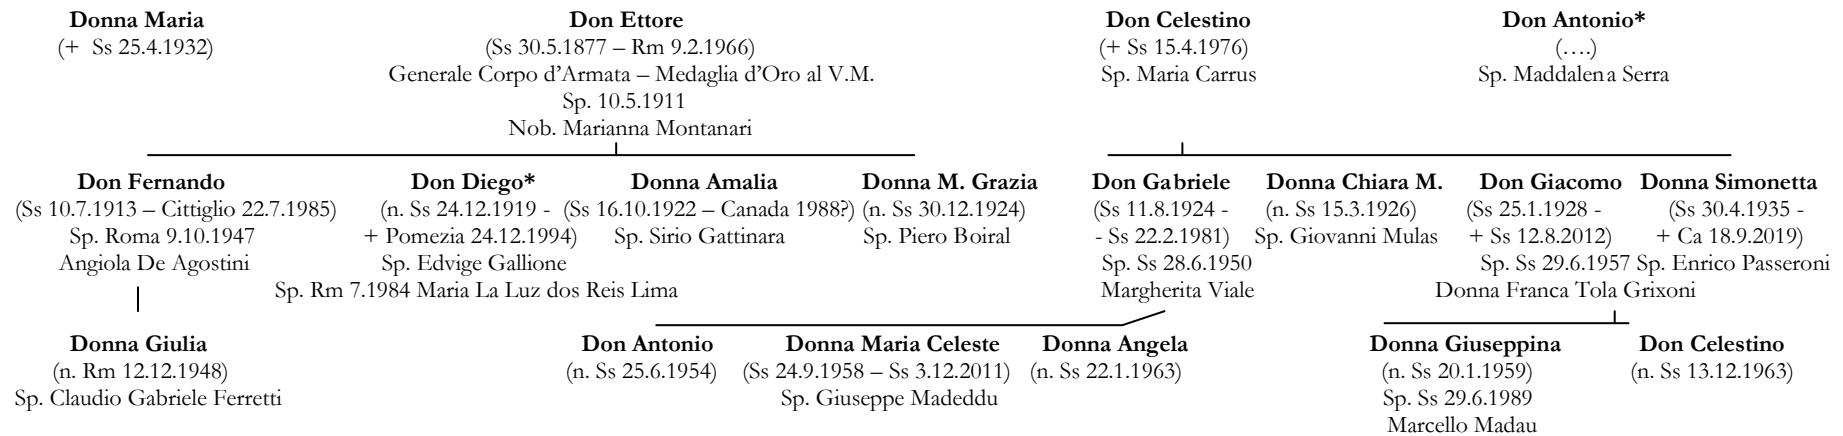 Donna Maria
(+ Ss 25.4.1932)
Don Ettore
(Ss 30.5.1877 – Rm 9.2.1966)
Generale Corpo d’Armata – Medaglia d’Oro al V.M.
Sp. 10.5.1911
Nob. Marianna Montanari
Don Celestino
(+ Ss 15.4.1976)
Sp. Maria Carrus
Don Antonio*
(….)
Sp. Maddalena Serra
Don Fernando
(Ss 10.7.1913 – Cittiglio 22.7.1985)
Sp. Roma 9.10.1947
Angiola De Agostini
Don Diego*
(n. Ss 24.12.1919 -
+ Pomezia 24.12.1994)
Sp. Edvige Gallione
Sp. Rm 7.1984 Maria La Luz dos Reis Lima
Donna Amalia
(Ss 16.10.1922 – Canada 1988?)
Sp. Sirio Gattinara
Donna M. Grazia
(n. Ss 30.12.1924)
Sp. Piero Boiral
Don Gabriele
(Ss 11.8.1924 -
- Ss 22.2.1981)
Sp. Ss 28.6.1950
Margherita Viale
Donna Chiara M.
(n. Ss 15.3.1926)
Sp. Giovanni Mulas
Don Giacomo
(Ss 25.1.1928 -
+ Ss 12.8.2012)
Sp. Ss 29.6.1957
Donna Franca Tola Grixoni
Donna Simonetta
(Ss 30.4.1935 -
+ Ca 18.9.2019)
Sp. Enrico Passeroni
Donna Giulia
(n. Rm 12.12.1948)
Sp. Claudio Gabriele Ferretti
Don Antonio
(n. Ss 25.6.1954)
Donna Maria Celeste
(Ss 24.9.1958 – Ss 3.12.2011)
Sp. Giuseppe Madeddu
Donna Angela
(n. Ss 22.1.1963)
Donna Giuseppina
(n. Ss 20.1.1959)
Sp. Ss 29.6.1989
Marcello Madau
Don Celestino
(n. Ss 13.12.1963)